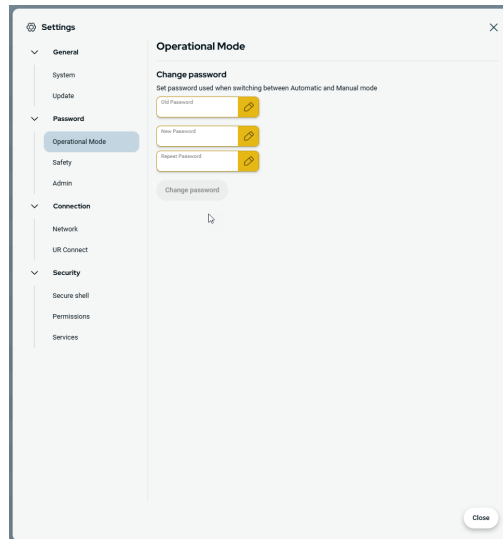 Settings
General
System
Update
Password
Operational Mode
Safety
Admin
Connection
Network
UR Connect
Security
Secure shell
Permissions
Services
Operational Mode
Change password
Set password used when switching between Automatic and Manual mode
Old Password
New Password
Repeat Password
Change password
Close